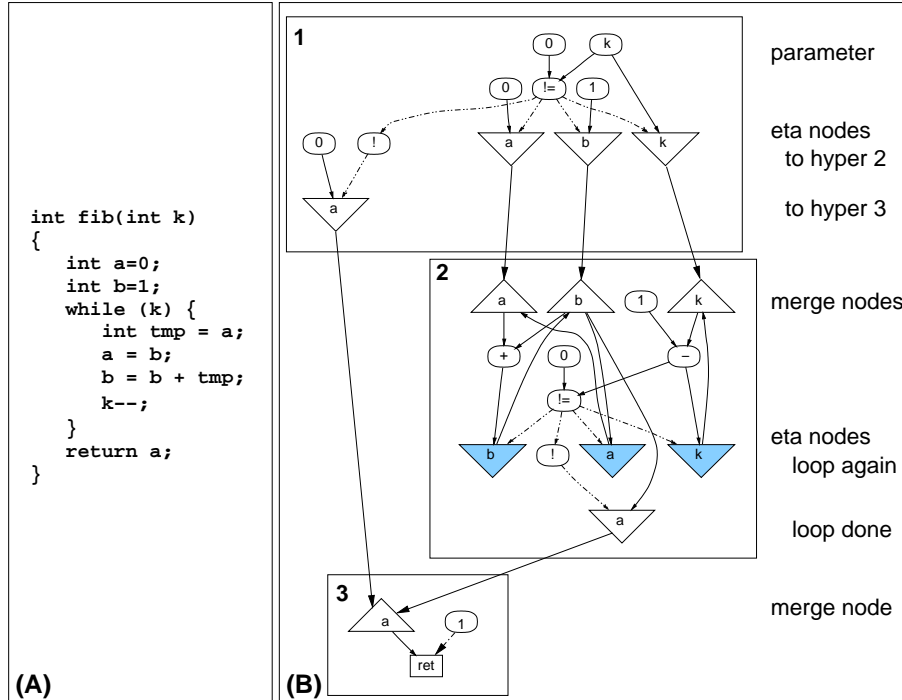 int fib(int k)
{
int a=0;
int b=1;
while (k) {
int tmp = a;
a = b;
b = b + tmp;
k−−;
}
return a;
}
(A)
1
0
k
parameter
0
!=
1
0
!
a
b
k
eta nodes
to hyper 2
a
to hyper 3
2
a
b
1
k
merge nodes
+
0
−
!=
b
!
a
k
eta nodes
loop again
a
loop done
3
a
1
merge node
ret
(B)